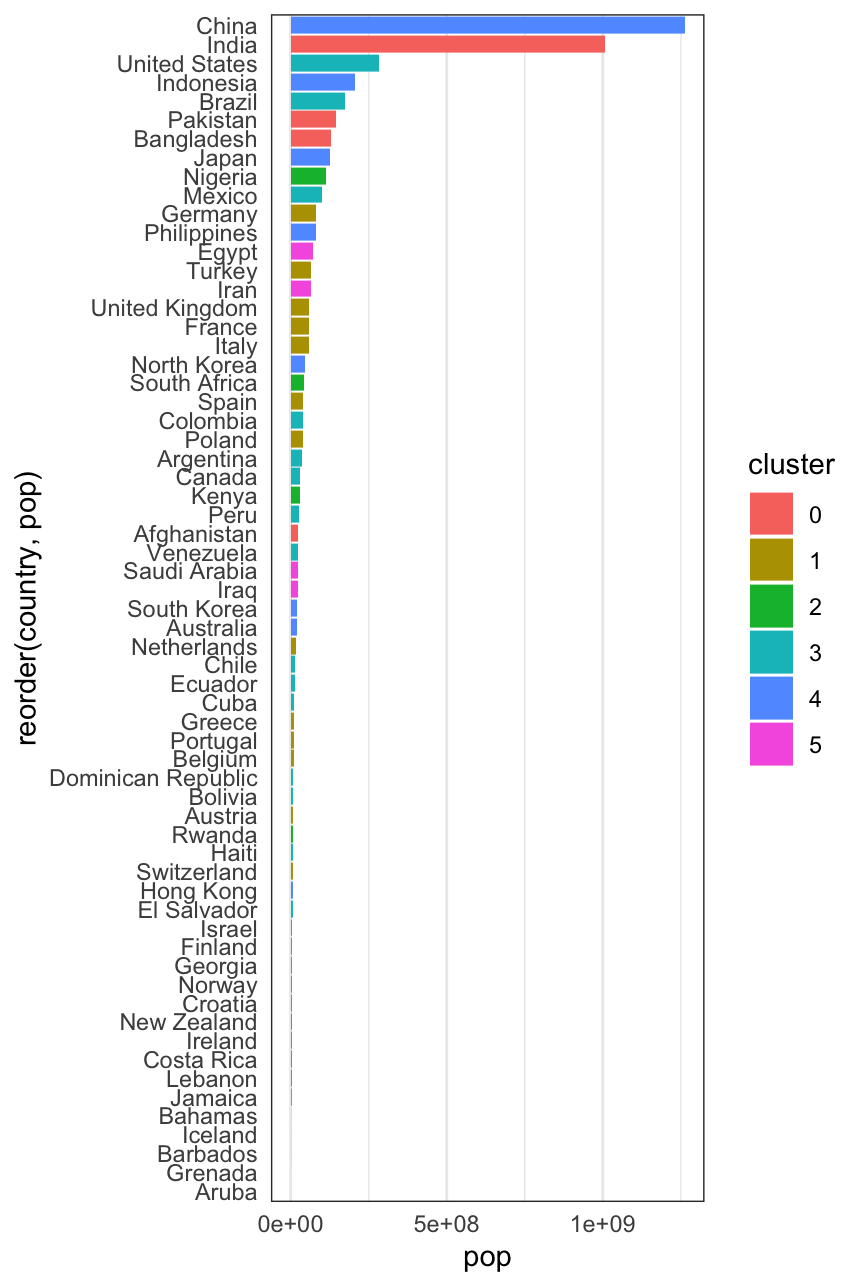 China
India
United States
Indonesia
Brazil
Pakistan
Bangladesh
Japan
Nigeria
Mexico
Germany
Philippines
Egypt
Turkey
Iran
United Kingdom
France
Italy
North Korea
South Africa
Spain
Colombia
Poland
Argentina
Canada
Kenya
Peru
Afghanistan
Venezuela
Saudi Arabia
Iraq
South Korea
Australia
Netherlands
Chile
Ecuador
Cuba
Greece
Portugal
Belgium
Dominican Republic
Bolivia
Austria
Rwanda
Haiti
Switzerland
Hong Kong
El Salvador
Israel
Finland
Georgia
Norway
Croatia
New Zealand
Ireland
Costa Rica
Lebanon
Jamaica
Bahamas
Iceland
Barbados
Grenada
Aruba
reorder(country, pop)
0e+00 5e+08 1e+09
pop
cluster
0
1
2
3
4
5